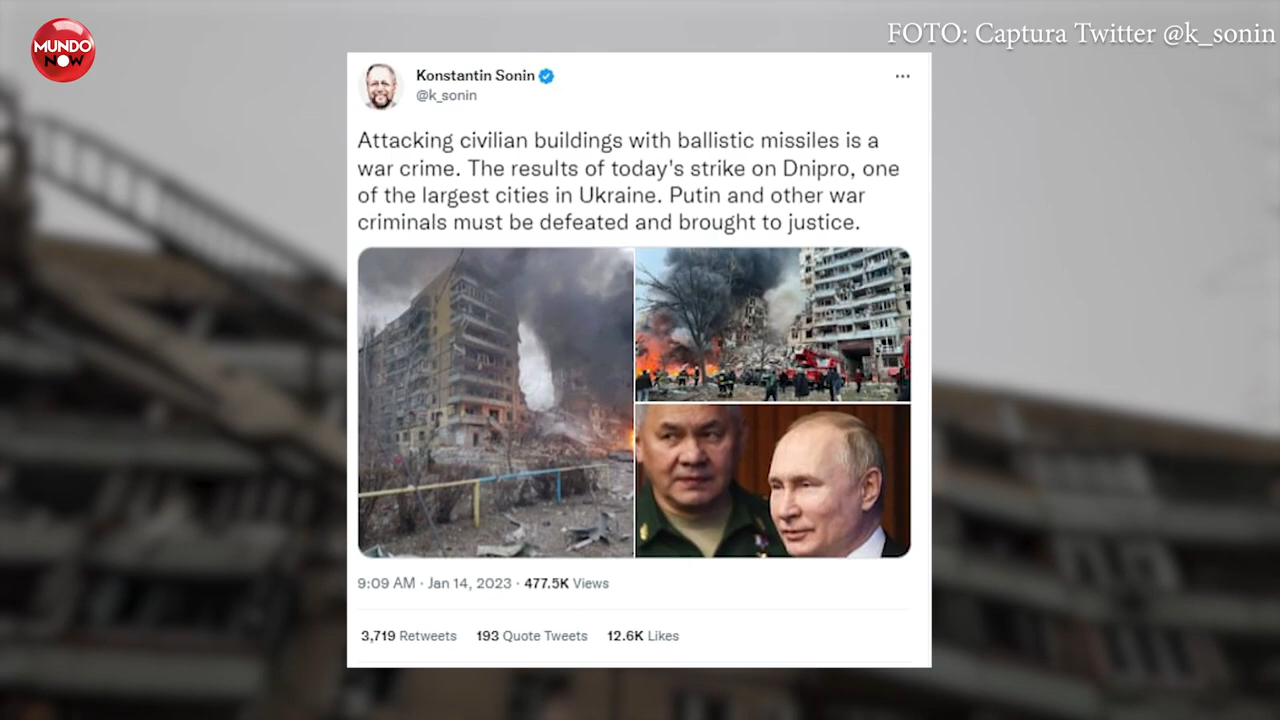 MUNDO
NOW
FOTO: Captura Twitter @k_sonin
Konstantin Sonin
@k_sonin
Attacking civilian buildings with ballistic missiles is a
war crime. The results of today's strike on Dnipro, one
of the largest cities in Ukraine. Putin and other war
criminals must be defeated and brought to justice.
9:09 AM · Jan 14, 2023 · 477.5K Views
3,719 Retweets 193 Quote Tweets 12.6K Likes